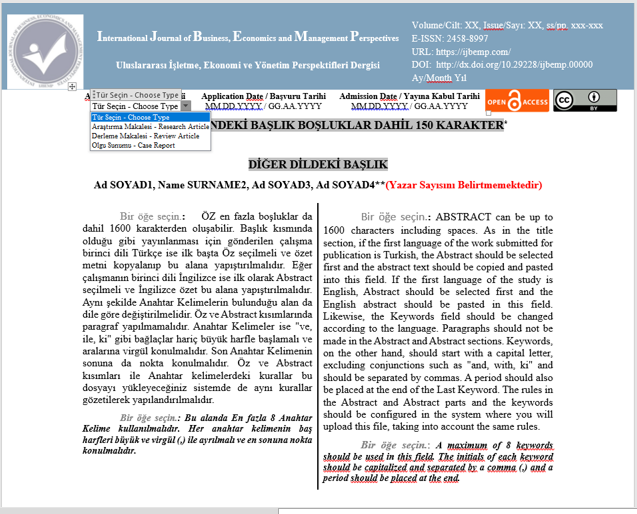 International Journal of Business, Economics and Management Perspectives
Uluslararası İşletme, Ekonomi ve Yönetim Perspektifleri Dergisi
Volume/Cilt: XX, Issue/Sayı: XX, ss/pp. xxx-xxx
E-ISSN: 2458-8997
URL: https://ijbemp.com/
DOI: http://dx.doi.org/10.29228/ijbemp.00000
Ay/Month Yıl
Tür Seçin - Choose Type
Tür Seçin - Choose Type
Tür Seçin - Choose Type
Araştırma Makalesi - Research Article
Derleme Makalesi - Review Article
Olgu Sunumu - Case Report
Application Date / Başvuru Tarihi
MM.DD.YYYY / GG.AA.YYYY
Admission Date / Yayına Kabul Tarihi
MM.DD.YYYY / GG.AA.YYYY
OPEN ACCESS
CC BY
NDEKİ BAŞLIK BOŞLUKLAR DAHİL 150 KARAKTER*
DİĞER DİLDEKİ BAŞLIK
Ad SOYAD1, Name SURNAME2, Ad SOYAD3, Ad SOYAD4**(Yazar Sayısını Belirtmemektedir)
Bir öğe seçin.: ÖZ en fazla boşluklar da
dahil 1600 karakterden oluşabilir. Başlık kısmında
olduğu gibi yayınlanması için gönderilen çalışma
birinci dili Türkçe ise ilk başta Öz seçilmeli ve özet
metni kopyalanıp bu alana yapıştırılmalıdır. Eğer
çalışmanın birinci dili İngilizce ise ilk olarak Abstract
seçilmeli ve İngilizce özet bu alana yapıştırılmalıdır.
Aynı şekilde Anahtar Kelimelerin bulunduğu alan da
dile göre değiştirilmelidir. Öz ve Abstract kısımlarında
paragraf yapılmamalıdır. Anahtar Kelimeler ise "ve,
ile, ki" gibi bağlaçlar hariç büyük harfle başlamalı ve
aralarına virgül konulmalıdır. Son Anahtar Kelimenin
sonuna da nokta konulmalıdır. Öz ve Abstract
kısımları ile Anahtar kelimelerdeki kurallar bu
dosyayı yükleyeceğiniz sistemde de aynı kurallar
gözetilerek yapılandırılmalıdır.
Bir öğe seçin.: Bu alanda En fazla 8 Anahtar
Kelime kullanılmalıdır. Her anahtar kelimenin baş
harfleri büyük ve virgül (,) ile ayrılmalı ve en sonuna nokta
konulmalıdır.
Bir öğe seçin.: ABSTRACT can be up to
1600 characters including spaces. As in the title
section, if the first language of the work submitted for
publication is Turkish, the Abstract should be selected
first and the abstract text should be copied and pasted
into this field. If the first language of the study is
English, Abstract should be selected first and the
English abstract should be pasted in this field.
Likewise, the Keywords field should be changed
according to the language. Paragraphs should not be
made in the Abstract and Abstract sections. Keywords,
on the other hand, should start with a capital letter,
excluding conjunctions such as "and, with, ki" and
should be separated by commas. A period should also
be placed at the end of the Last Keyword. The rules in
the Abstract and Abstract parts and the keywords
should be configured in the system where you will
upload this file, taking into account the same rules.
Bir öğe seçin.: A maximum of 8 keywords
should be used in this field. The initials of each keyword
should be capitalized and separated by a comma (,) and a
period should be placed at the end.